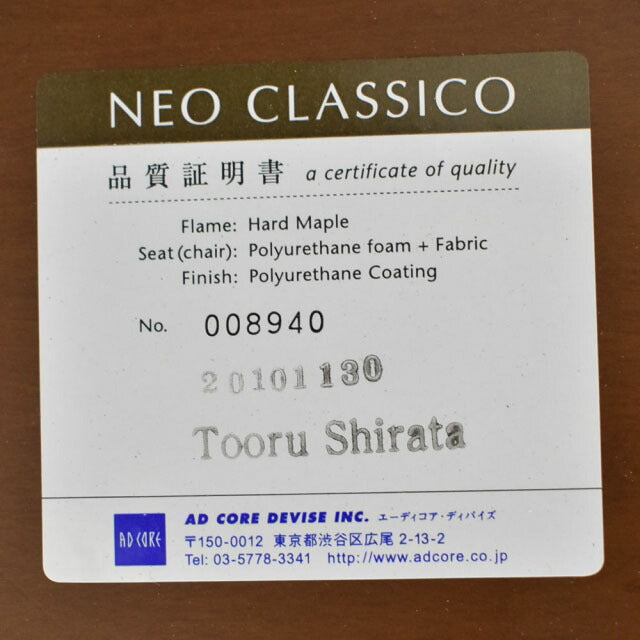 NEO CLASSICO
品質証明書 a certificate of quality
Flame: Hard Maple
Seat (chair): Polyurethane foam + Fabric
Finish: Polyurethane Coating
No. 008940
20101130
Tooru Shirata
AD CORE
AD CORE DEVISE INC. エーディコア・ディバイズ
〒150-0012 東京都渋谷区広尾 2-13-2
Tel: 03-5778-3341 http://www.adcore.co.jp